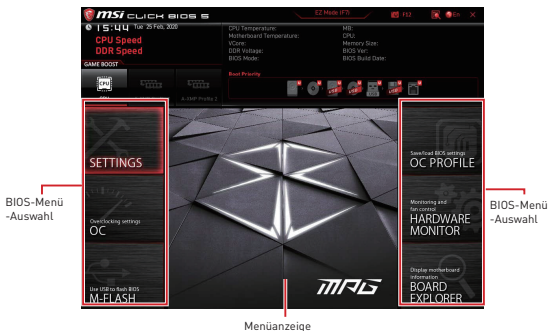 msi CLICK BIOS 5
EZ Mode (F7)
F12
En
X
15:44 Tue 25 Feb, 2020
CPU Speed
DDR Speed
GAME BOOST
CPU
A-XMP Profile 2
CPU Temperature:
Motherboard Temperature:
VCore:
DDR Voltage:
BIOS Mode:
MB:
CPU:
Memory Size:
BIOS Ver:
BIOS Build Date:
Boot Priority
USB
USB
USB
SETTINGS
Overclocking settings
OC
Use USB to flash BIOS
M-FLASH
MPG
Save/load BIOS settings
OC PROFILE
Monitoring and
fan control
HARDWARE
MONITOR
Display motherboard
information
BOARD
EXPLORER
BIOS-Menü
-Auswahl
BIOS-Menü
-Auswahl
Menüanzeige